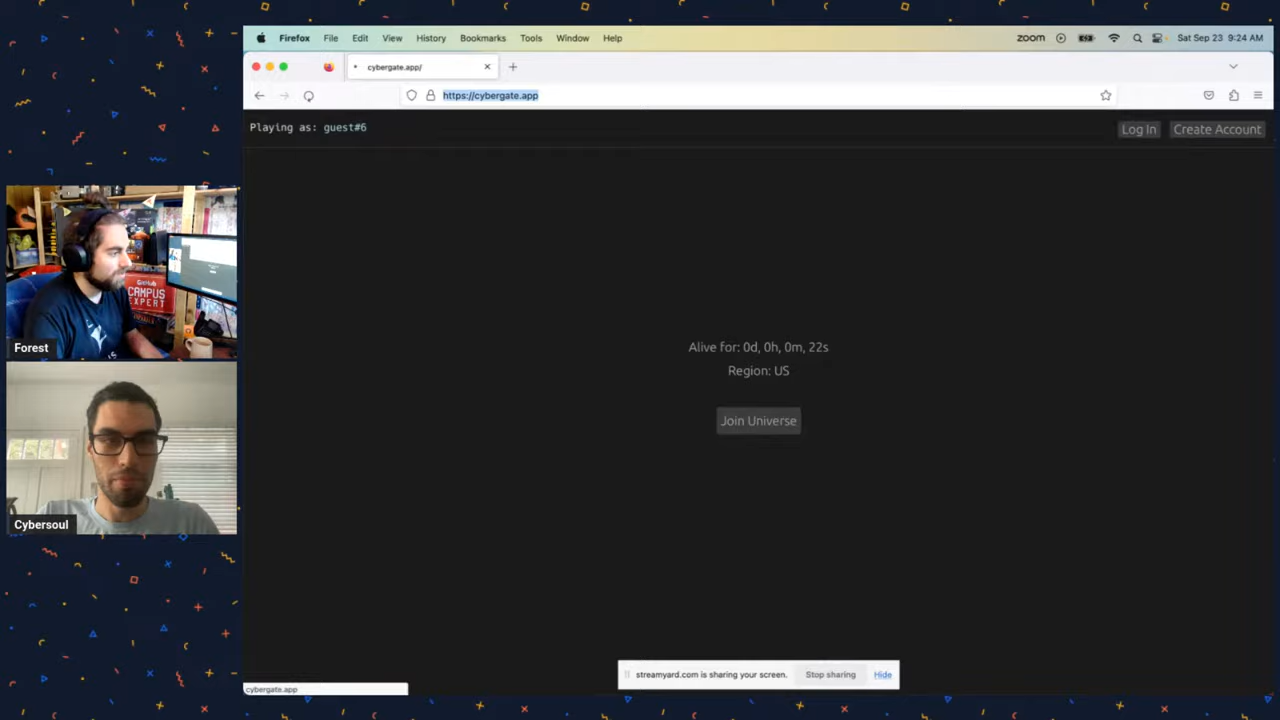 Firefox File Edit View History Bookmarks Tools Window Help
zoom Sat Sep 23 9:24 AM
cybergate.app/
https://cybergate.app
Playing as: guest#6
Log In Create Account
Alive for: 0d, 0h, 0m, 22s
Region: US
Join Universe
GitHub
CAMPUS
EXPERT
Forest
Cybersoul
streamyard.com is sharing your screen. Stop sharing Hide
cybergate.app